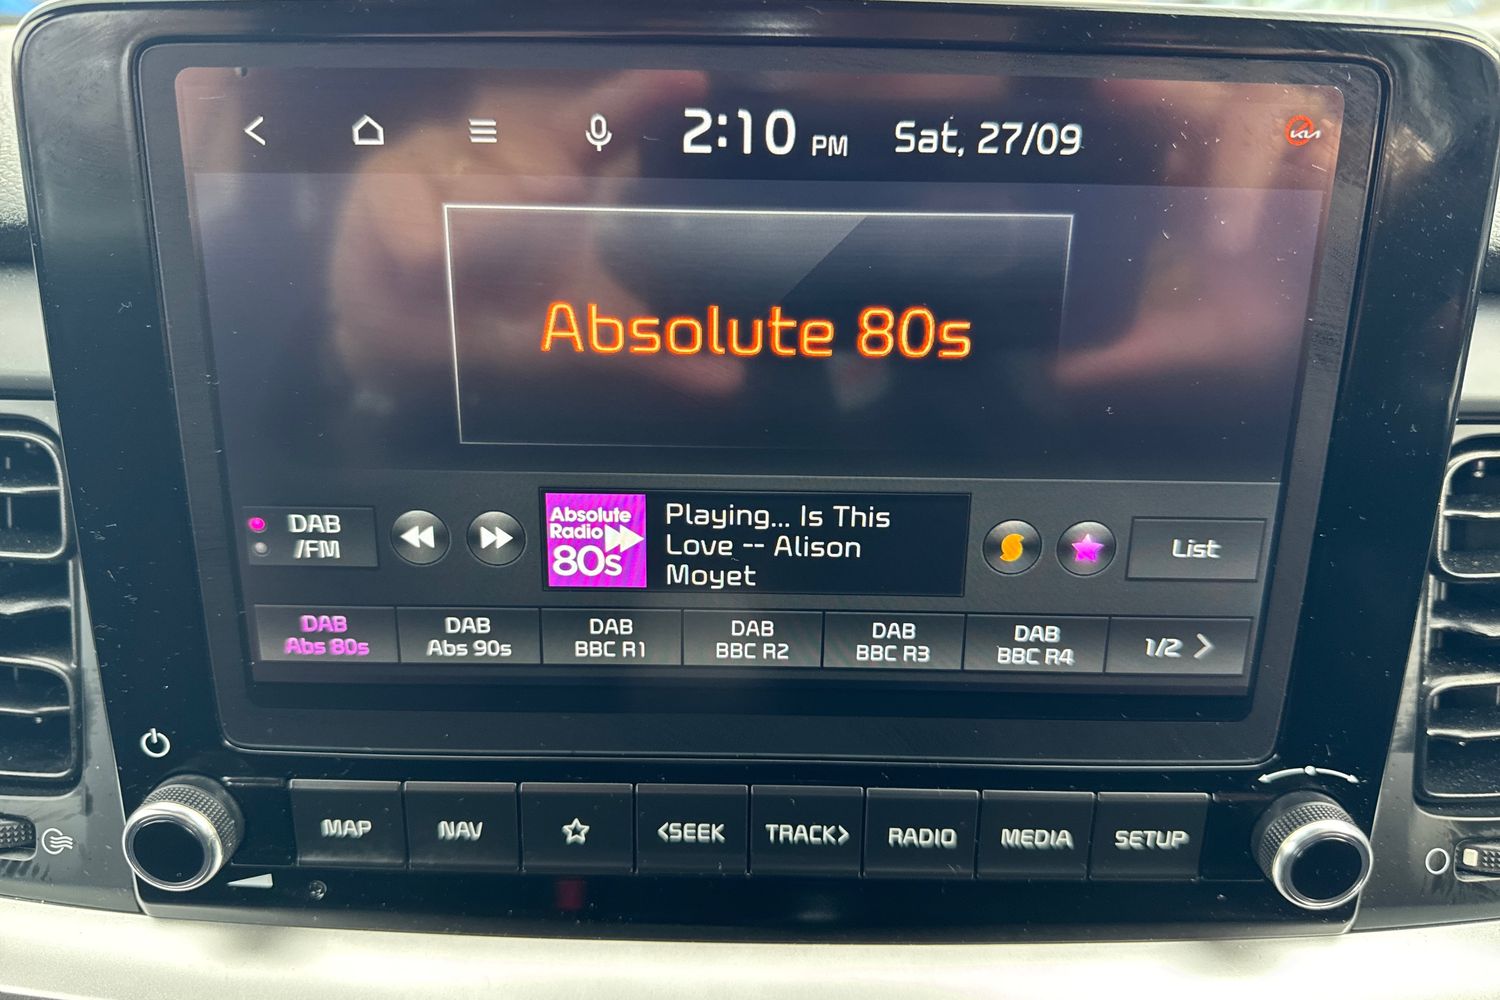 2:10 PM Sat, 27/09
KIA
Absolute 80s
DAB
/FM
Absolute
Radio
80s
Playing... Is This
Love -- Alison
Moyet
List
DAB
Abs 80s
DAB
Abs 90s
DAB
BBC R1
DAB
BBC R2
DAB
BBC R3
DAB
BBC R4
1/2 >
MAP
NAV
<SEEK
TRACK>
RADIO
MEDIA
SETUP